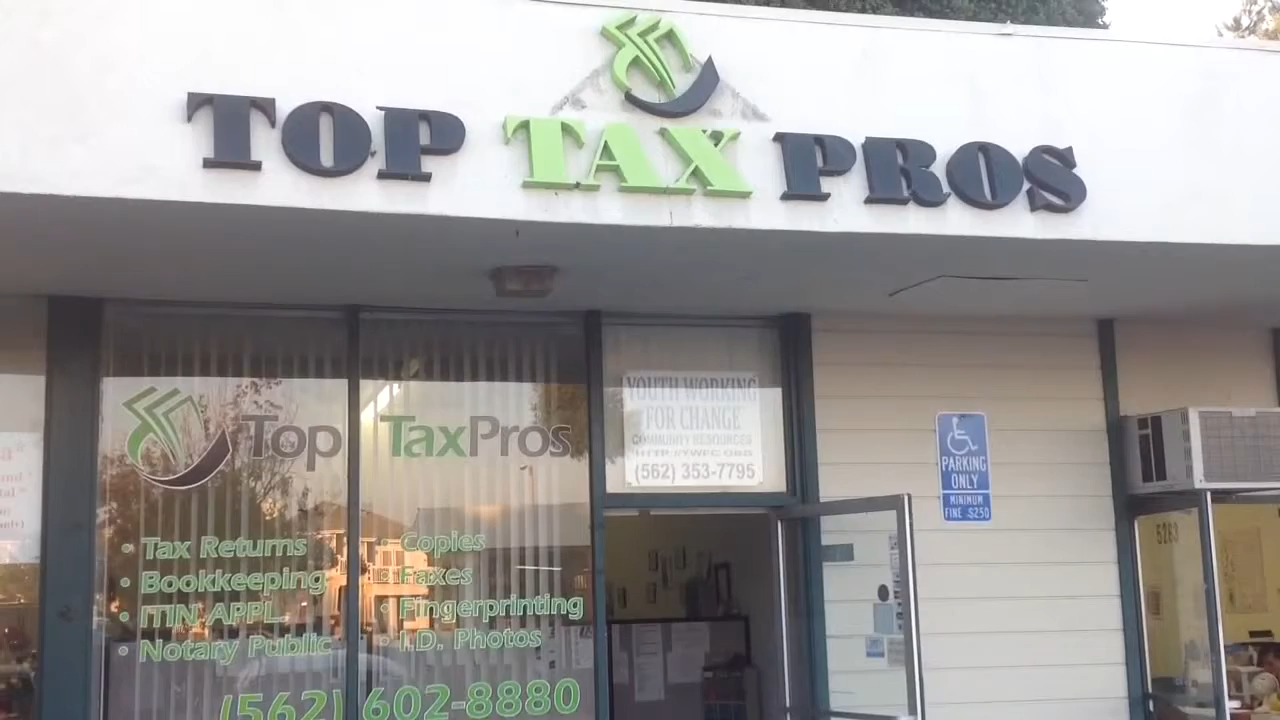 TOP TAX PROS
Top TaxPros
• Tax Returns
• Bookkeeping
• ITIN APPL.
• Notary Public
• Copies
• Faxes
• Fingerprinting
• I.D. Photos
(562) 602-8880
YOUTH WORKING
FOR CHANGE
COMMUNITY RESOURCES
(562) 353-7795
PARKING
ONLY
MINIMUM
FINE $250
5263